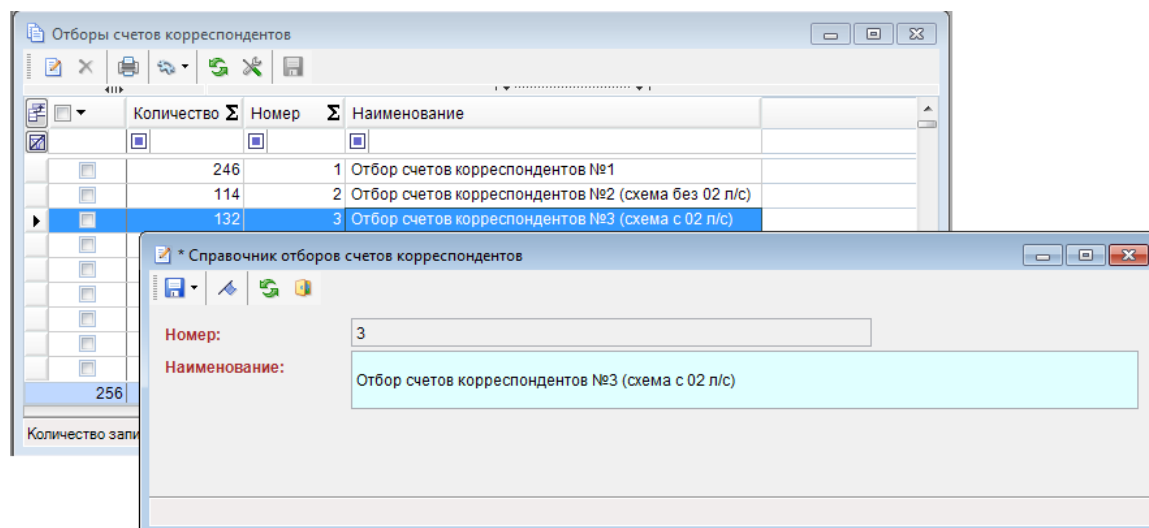 Отборы счетов корреспондентов
Количество Σ Номер Σ Наименование
246 1 Отбор счетов корреспондентов №1
114 2 Отбор счетов корреспондентов №2 (схема без 02 л/с)
132 3 Отбор счетов корреспондентов №3 (схема с 02 л/с)
* Справочник отборов счетов корреспондентов
Номер: 3
Наименование: Отбор счетов корреспондентов №3 (схема с 02 л/с)
256
Количество запи